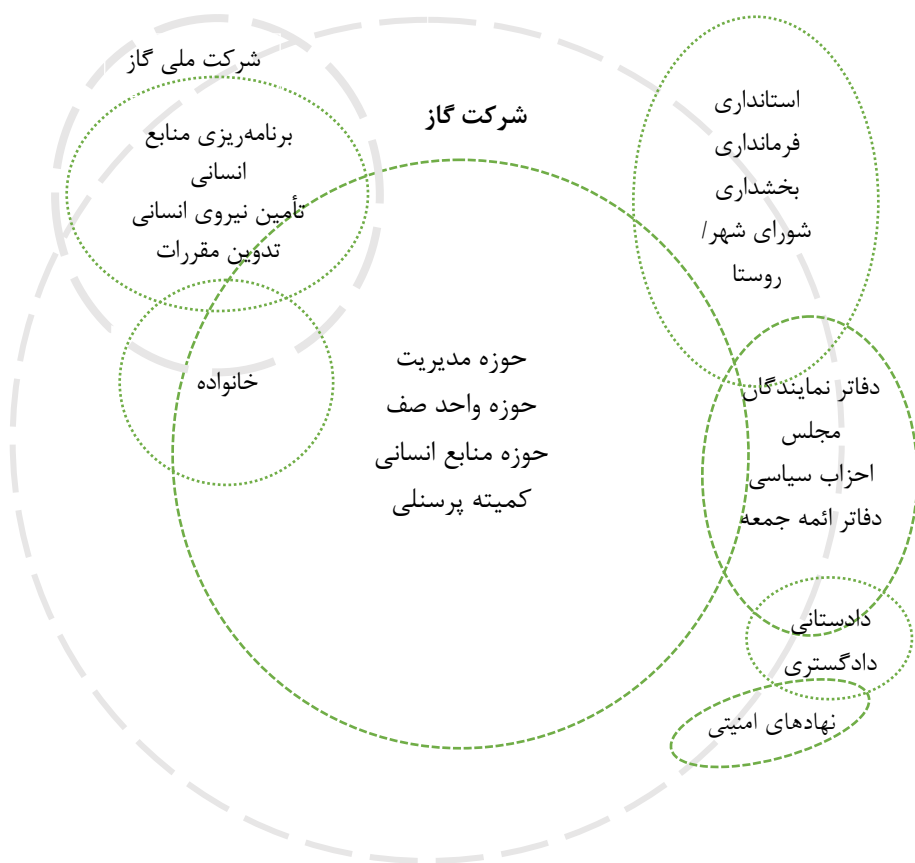 شرکت ملی گاز
برنامه‌ریزی منابع
انسانی
تأمین نیروی انسانی
تدوین مقررات
خانواده
شرکت گاز
حوزه مدیریت
حوزه واحد صف
حوزه منابع انسانی
کمیته پرسنلی
استانداری
فرمانداری
بخشداری
شورای شهر/
روستا
دفاتر نمایندگان
مجلس
احزاب سیاسی
دفاتر ائمه جمعه
دادستانی
دادگستری
نهادهای امنیتی